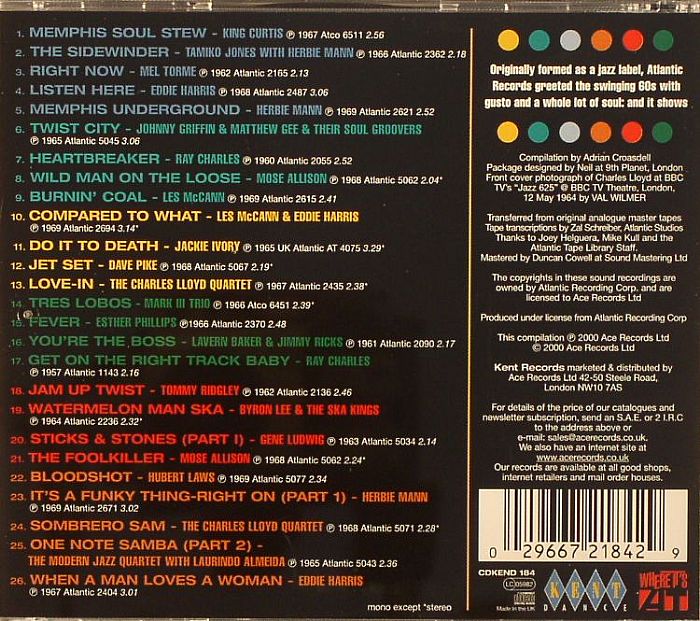 1. MEMPHIS SOUL STEW - KING CURTIS ℗ 1967 Atco 6511 2.56
2. THE SIDEWINDER - TAMIKO JONES WITH HERBIE MANN ℗ 1966 Atlantic 2362 .18
3. RIGHT NOW - MEL TORME ℗ 1962 Atlantic 2165 2.13
4. LISTEN HERE - EDDIE HARRIS ℗ 1968 Atlantic 2487 3.06
5. MEMPHIS UNDERGROUND - HERBIE MANN ℗ 1969 Atlantic 2621 2.52
6. TWIST CITY - JOHNNY GRIFFIN & MATTHEW GEE & THEIR SOUL GROOVERS
℗ 1965 Atlantic 5045 3.06
7. HEARTBREAKER - RAY CHARLES ℗ 1960 Atlantic 2055 2.52
8. WILD MAN ON THE LOOSE - MOSE ALLISON ℗ 1968 Atlantic 5062 2.04*
9. BURNIN' COAL - LES McCANN ℗ 1969 Atlantic 2615 2.41
10. COMPARED TO WHAT - LES McCANN & EDDIE HARRIS
℗ 1969 Atlantic 2694 3.14*
11. DO IT TO DEATH - JACKIE IVORY ℗ 1965 UK Atlantic AT 4075 3.29*
12. JET SET - DAVE PIKE ℗ 1968 Atlantic 5067 2.19*
13. LOVE-IN - THE CHARLES LLOYD QUARTET ℗ 1967 Atlantic 2435 2.38*
14. TRES LOBOS - MARK III TRIO ℗ 1966 Atco 6451 2.39*
15. FEVER - ESTHER PHILLIPS ℗ 1966 Atlantic 2370 2.48
16. YOU'RE THE BOSS - LAVERN BAKER & JIMMY RICKS ℗ 1961 Atlantic 2090 2.17
17. GET ON THE RIGHT TRACK BABY - RAY CHARLES
℗ 1957 Atlantic 1143 2.16
18. JAM UP TWIST - TOMMY RIDGLEY ℗ 1962 Atlantic 2136 2.46
19. WATERMELON MAN SKA - BYRON LEE & THE SKA KINGS
℗ 1964 Atlantic 2236 2.32*
20. STICKS & STONES (PART I) - GENE LUDWIG ℗ 1963 Atlantic 5034 2.14
21. THE FOOLKILLER - MOSE ALLISON ℗ 1968 Atlantic 5062 2.24*
22. BLOODSHOT - HUBERT LAWS ℗ 1969 Atlantic 5077 2.34
23. IT'S A FUNKY THING-RIGHT ON (PART 1) - HERBIE MANN
℗ 1969 Atlantic 2671 3.02
24. SOMBRERO SAM - THE CHARLES LLOYD QUARTET ℗ 1968 Atlantic 5071 2.28*
25. ONE NOTE SAMBA (PART 2) -
THE MODERN JAZZ QUARTET WITH LAURINDO ALMEIDA ℗ 1965 Atlantic 5043 2.36
26. WHEN A MAN LOVES A WOMAN - EDDIE HARRIS
℗ 1967 Atlantic 2404 3.01
mono except *stereo
Originally formed as a jazz label, Atlantic
Records greeted the swinging 60s with
gusto and a whole lot of soul: and it shows
Compilation by Adrian Croasdell
Package designed by Neil at 9th Planet, London
Front cover photograph of Charles Lloyd at BBC
TV's "Jazz 625" @ BBC TV Theatre, London,
12 May 1964 by VAL WILMER
Transferred from original analogue master tapes
Tape transcriptions by Zal Schreiber, Atlantic Studios
Thanks to Joey Helguera, Mike Kull and the
Atlantic Tape Library Staff.
Mastered by Duncan Cowell at Sound Mastering Ltd
The copyrights in these sound recordings are
owned by Atlantic Recording Corp. and are
licensed to Ace Records Ltd
Produced under license from Atlantic Recording Corp
This compilation ℗ 2000 Ace Records Ltd
© 2000 Ace Records Ltd
Kent Records marketed & distributed by
Ace Records Ltd 42-50 Steele Road,
London NW10 7AS
For details of the price of our catalogues and
newsletter subscription, send an S.A.E. or 2 I.R.C
to the address above or
e-mail: sales@acerecords.co.uk
We also have an internet site at
www.acerecords.co.uk
Our records are available at all good shops,
internet retailers and mail order houses.
0 29667 21842 9
CDKEND 184
LC 05982
Made in the UK
KENT
DANCE
WHERE IT'S
AT